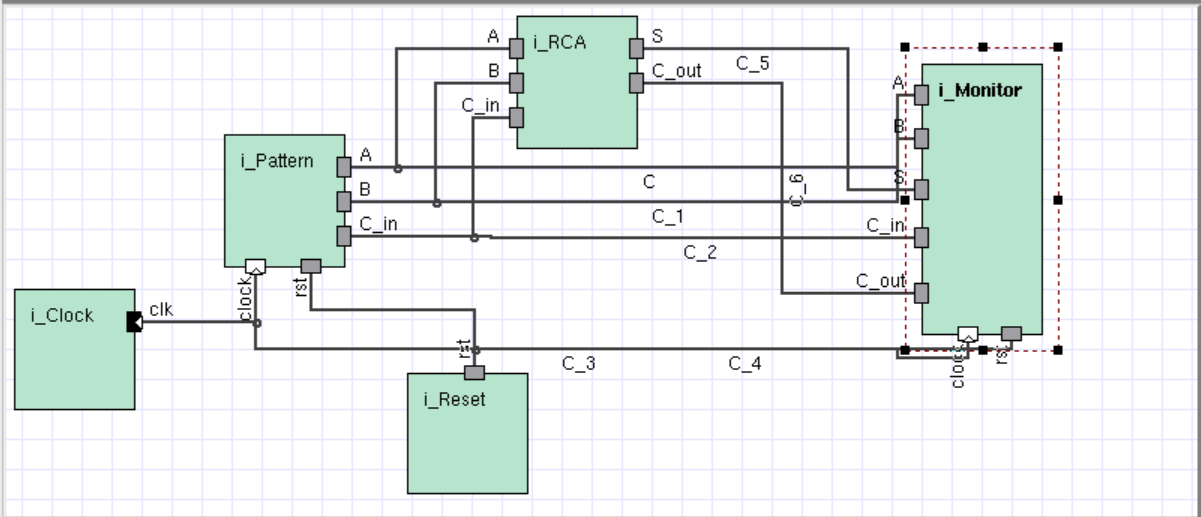 A
i_RCA
S
B
C_out
C_5
C_in
A
i_Monitor
B
i_Pattern
A
C
S
B
C_6
C_1
C_in
C_in
C_2
C_out
clock
rst
i_Clock
clk
rst
C_3
C_4
clock
rst
i_Reset